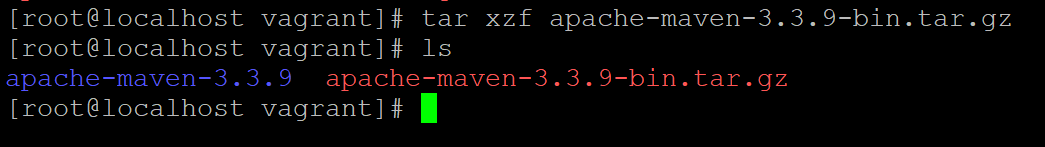 [root@localhost vagrant]# tar xzf apache-maven-3.3.9-bin.tar.gz
[root@localhost vagrant]# ls
apache-maven-3.3.9  apache-maven-3.3.9-bin.tar.gz
[root@localhost vagrant]#